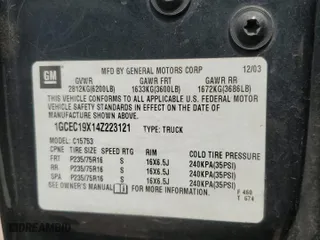 GM
MFD BY GENERAL MOTORS CORP 12/03
GVWR GAWR FRT GAWR RR
2812KG(6200LB) 1633KG(3600LB) 1672KG(3686LB)
THIS VEHICLE CONFORMS TO ALL APPLICABLE U.S. FEDERAL MOTOR
VEHICLE SAFETY STANDARDS IN EFFECT ON THE DATE OF
MANUFACTURE SHOWN ABOVE.
1GCEC19X14Z223121 TYPE: TRUCK
MODEL: C15753
TIRE SIZE SPEED RTG RIM COLD TIRE PRESSURE
FRT P235/75R16 S 16X6.5J 240KPA(35PSI)
RR P235/75R16 S 16X6.5J 240KPA(35PSI)
SPA P235/75R16 S 16X6.5J 240KPA(35PSI)
SEE OWNER'S MANUAL FOR ADDITIONAL INFORMATION.
F 460
T 674
DREAMBID